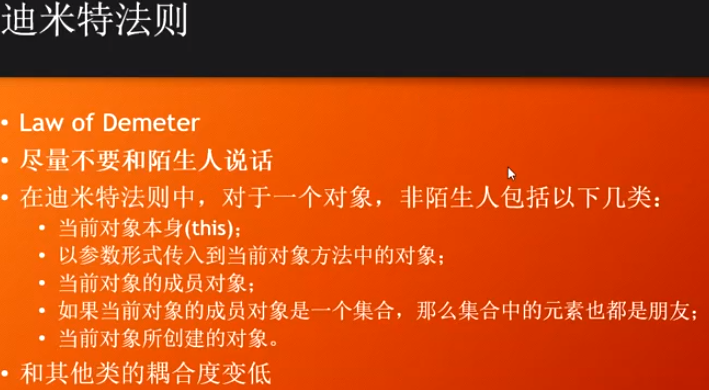 迪米特法则
• Law of Demeter
• 尽量不要和陌生人说话
• 在迪米特法则中，对于一个对象，非陌生人包括以下几类：
• 当前对象本身(this)；
• 以参数形式传入到当前对象方法中的对象；
• 当前对象的成员对象；
• 如果当前对象的成员对象是一个集合，那么集合中的元素也都是朋友；
• 当前对象所创建的对象。
• 和其他类的耦合度变低